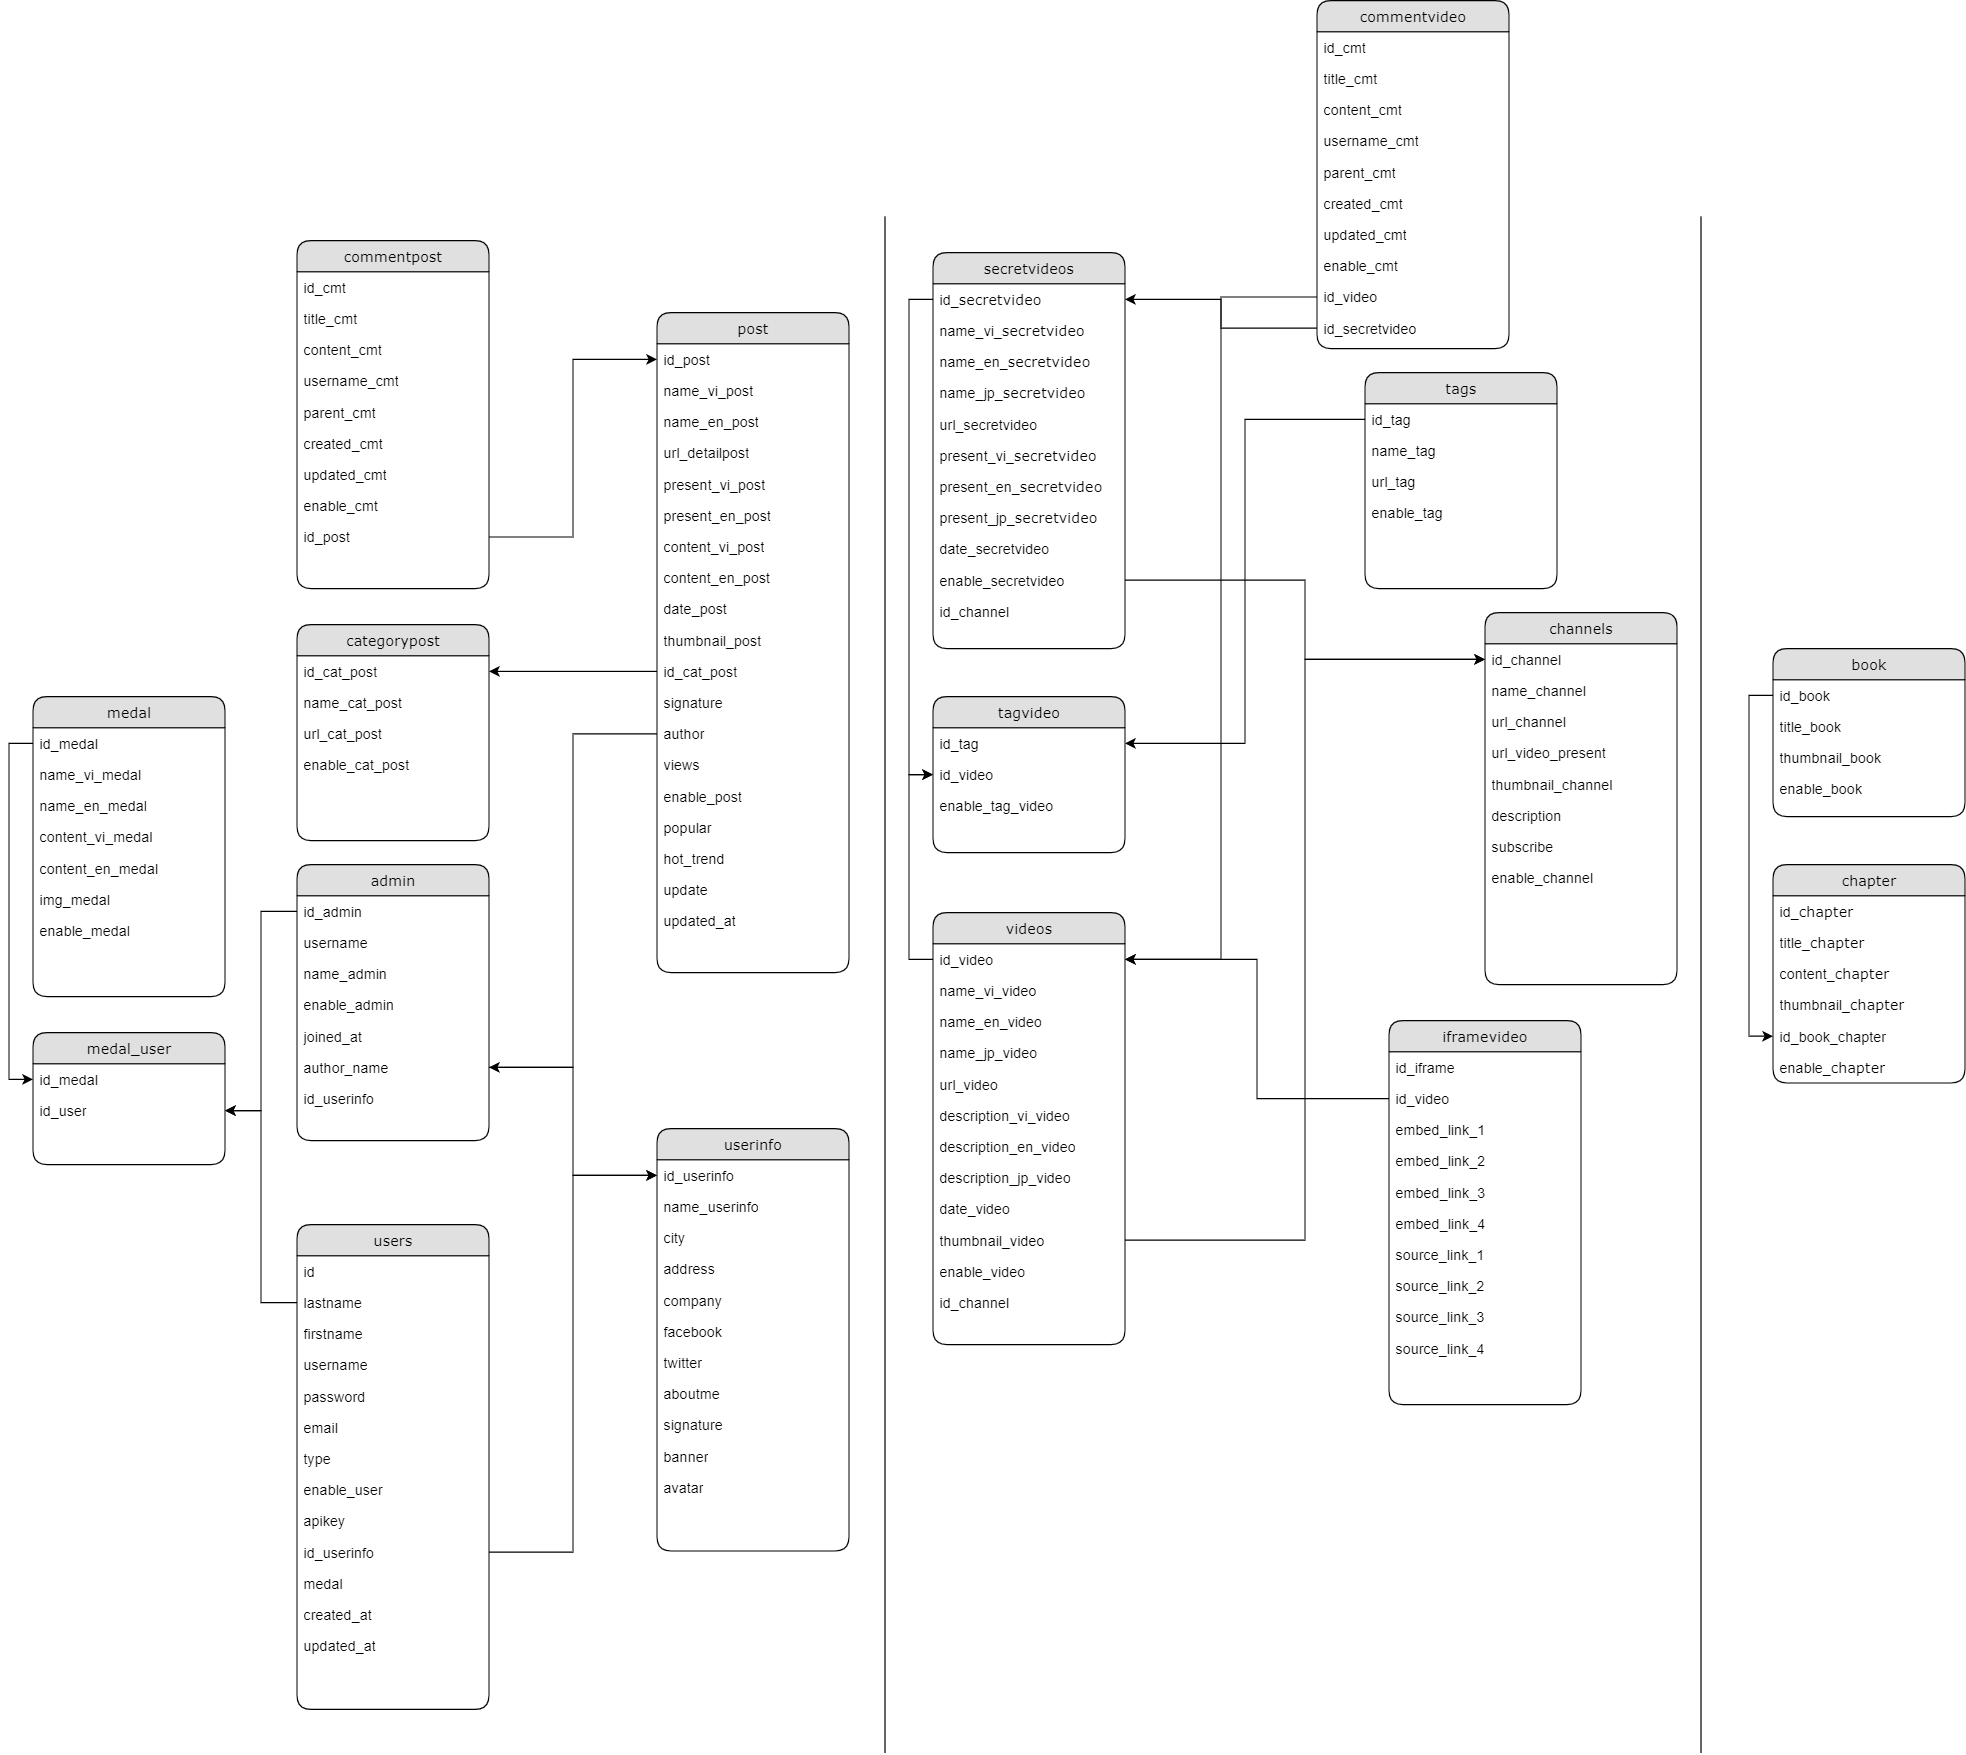 commentpost
id_cmt
title_cmt
content_cmt
username_cmt
parent_cmt
created_cmt
updated_cmt
enable_cmt
id_post
post
id_post
name_vi_post
name_en_post
url_detailpost
present_vi_post
present_en_post
content_vi_post
content_en_post
date_post
thumbnail_post
id_cat_post
signature
author
views
enable_post
popular
hot_trend
update
updated_at
categorypost
id_cat_post
name_cat_post
url_cat_post
enable_cat_post
medal
id_medal
name_vi_medal
name_en_medal
content_vi_medal
content_en_medal
img_medal
enable_medal
admin
id_admin
username
name_admin
enable_admin
joined_at
author_name
id_userinfo
medal_user
id_medal
id_user
userinfo
id_userinfo
name_userinfo
city
address
company
facebook
twitter
aboutme
signature
banner
avatar
users
id
lastname
firstname
username
password
email
type
enable_user
apikey
id_userinfo
medal
created_at
updated_at
commentvideo
id_cmt
title_cmt
content_cmt
username_cmt
parent_cmt
created_cmt
updated_cmt
enable_cmt
id_video
id_secretvideo
secretvideos
id_secretvideo
name_vi_secretvideo
name_en_secretvideo
name_jp_secretvideo
url_secretvideo
present_vi_secretvideo
present_en_secretvideo
present_jp_secretvideo
date_secretvideo
enable_secretvideo
id_channel
tags
id_tag
name_tag
url_tag
enable_tag
channels
id_channel
name_channel
url_channel
url_video_present
thumbnail_channel
description
subscribe
enable_channel
tagvideo
id_tag
id_video
enable_tag_video
videos
id_video
name_vi_video
name_en_video
name_jp_video
url_video
description_vi_video
description_en_video
description_jp_video
date_video
thumbnail_video
enable_video
id_channel
iframevideo
id_iframe
id_video
embed_link_1
embed_link_2
embed_link_3
embed_link_4
source_link_1
source_link_2
source_link_3
source_link_4
book
id_book
title_book
thumbnail_book
enable_book
chapter
id_chapter
title_chapter
content_chapter
thumbnail_chapter
id_book_chapter
enable_chapter